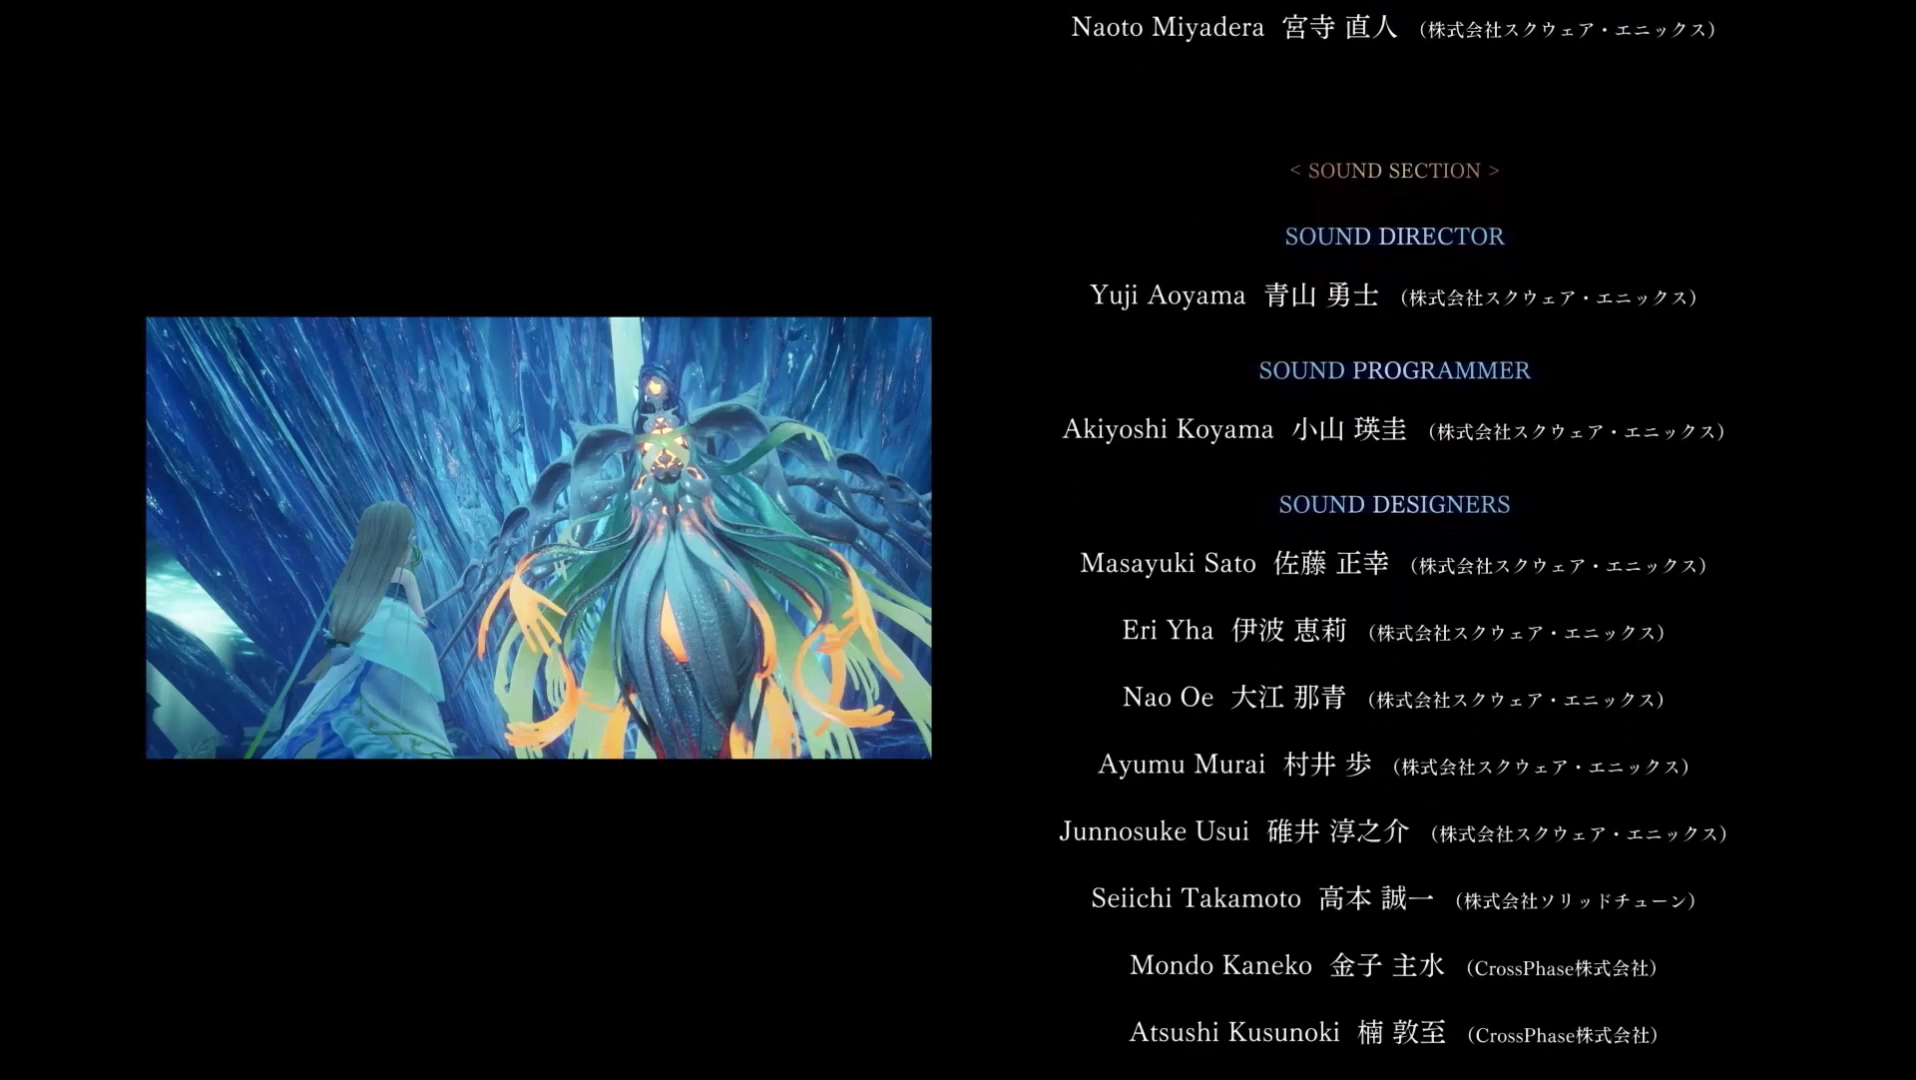 Naoto Miyadera 宮寺 直人 （株式会社スクウェア・エニックス）
< SOUND SECTION >
SOUND DIRECTOR
Yuji Aoyama 青山 勇士 （株式会社スクウェア・エニックス）
SOUND PROGRAMMER
Akiyoshi Koyama 小山 瑛圭 （株式会社スクウェア・エニックス）
SOUND DESIGNERS
Masayuki Sato 佐藤 正幸 （株式会社スクウェア・エニックス）
Eri Yha 伊波 恵莉 （株式会社スクウェア・エニックス）
Nao Oe 大江 那青 （株式会社スクウェア・エニックス）
Ayumu Murai 村井 歩 （株式会社スクウェア・エニックス）
Junnosuke Usui 碓井 淳之介 （株式会社スクウェア・エニックス）
Seiichi Takamoto 高本 誠一 （株式会社ソリッドチューン）
Mondo Kaneko 金子 主水 （CrossPhase株式会社）
Atsushi Kusunoki 楠 敦至 （CrossPhase株式会社）